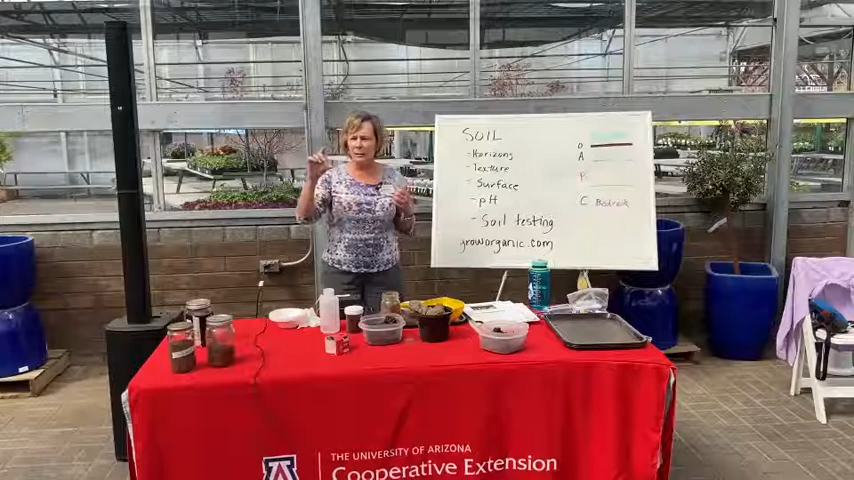 SOIL
- Horizons
- Texture
- Surface
- pH
- Soil testing
groworganic.com
O
A
B
C Bedrock
A
THE UNIVERSITY OF ARIZONA
COOPERATIVE EXTENSION